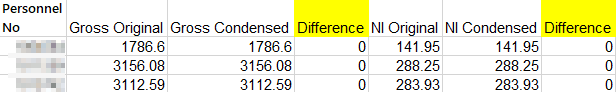 Personnel No Gross Original Gross Condensed Difference NI Original NI Condensed Difference
1786.6 1786.6 0 141.95 141.95 0
3156.08 3156.08 0 288.25 288.25 0
3112.59 3112.59 0 283.93 283.93 0